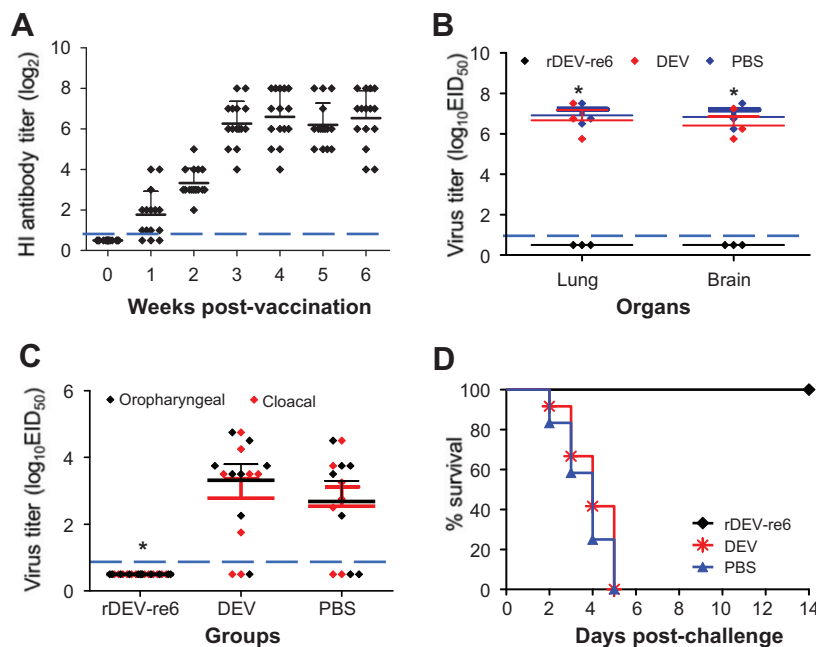 A
HI antibody titer (log2)
10
8
6
4
2
0
0 1 2 3 4 5 6
Weeks post-vaccination
B
Virus titer (log10EID50)
10
8
6
4
2
0
rDEV-re6 DEV PBS
* *
Lung Brain
Organs
C
Virus titer (log10EID50)
6
4
2
0
Oropharyngeal Cloacal
*
rDEV-re6 DEV PBS
Groups
D
% survival
100
80
60
40
20
0
rDEV-re6
DEV
PBS
0 2 4 6 8 10 12 14
Days post-challenge